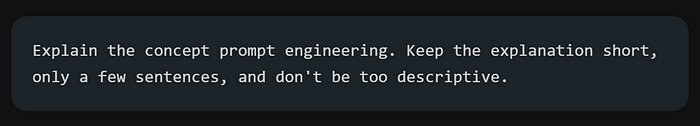 Explain the concept prompt engineering. Keep the explanation short,
only a few sentences, and don't be too descriptive.